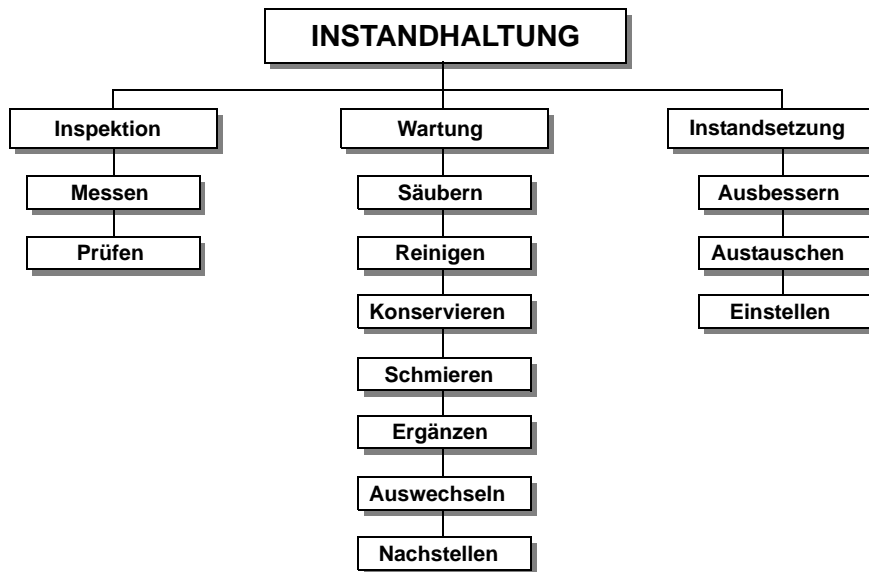 INSTANDHALTUNG
Inspektion
Messen
Prüfen
Wartung
Säubern
Reinigen
Konservieren
Schmieren
Ergänzen
Auswechseln
Nachstellen
Instandsetzung
Ausbessern
Austauschen
Einstellen